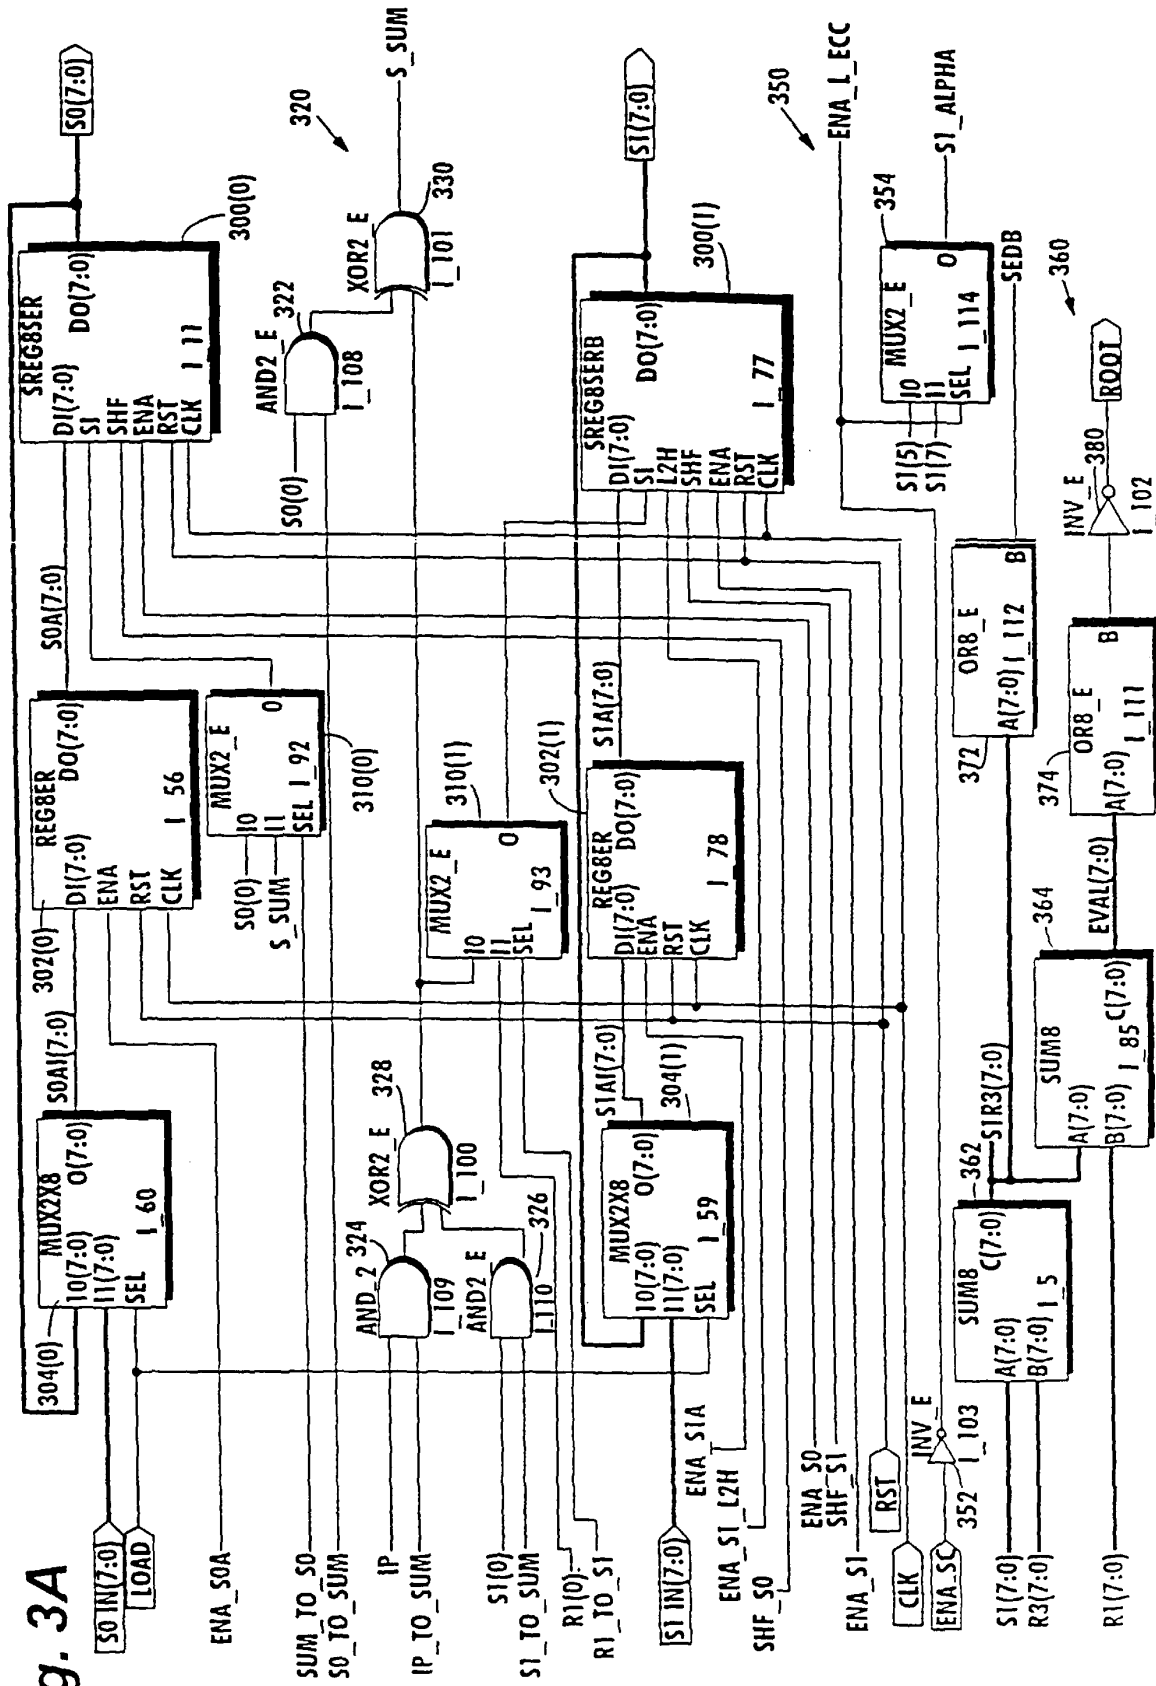 g. 3A
S0(7:0)
SREG8SER
DI(7:0)
SI
SHF
ENA
RST
CLK
DO(7:0)
I_11
300(0)
S0A(7:0)
REG8ER
DI(7:0)
ENA
RST
CLK
DO(7:0)
I_56
302(0)
S0AI(7:0)
MUX2X8
I0(7:0)
I1(7:0)
SEL
O(7:0)
I_60
304(0)
S0 IN(7:0)
LOAD
ENA_S0A
MUX2_E
I0
I1
SEL
O
I_92
310(0)
S0(0)
S_SUM
SUM_TO_S0
S0_TO_SUM
S0(0)
AND2_E
322
I_108
XOR2_E
330
I_101
S_SUM
320
IP
IP_TO_SUM
AND_2
324
I_109
S1(0)
S1_TO_SUM
AND2_E
326
I_110
XOR2_E
328
I_100
R1(0)
R1_TO_S1
MUX2_E
I0
I1
SEL
O
I_93
310(1)
S1 IN(7:0)
MUX2X8
I0(7:0)
I1(7:0)
SEL
O(7:0)
I_59
304(1)
S1AI(7:0)
REG8ER
DI(7:0)
ENA
RST
CLK
DO(7:0)
I_78
302(1)
S1A(7:0)
SREG8SERB
DI(7:0)
SI
L2H
SHF
ENA
RST
CLK
DO(7:0)
I_77
300(1)
S1(7:0)
ENA_S1A
ENA_S1_L2H
SHF_S0
ENA_S0
SHF_S1
ENA_S1
RST
CLK
ENA_SC
INV_E
352
I_103
ENA_L_ECC
350
S1(5)
S1(7)
MUX2_E
I0
I1
SEL
O
I_114
354
S1_ALPHA
S1(7:0)
R3(7:0)
SUM8
A(7:0)
B(7:0)
C(7:0)
I_5
362
S1R3(7:0)
OR8_E
A(7:0)
B
I_112
372
SEDB
R1(7:0)
SUM8
A(7:0)
B(7:0)
C(7:0)
I_85
364
EVAL(7:0)
OR8_E
A(7:0)
B
I_111
374
INV_E
380
I_102
ROOT
360